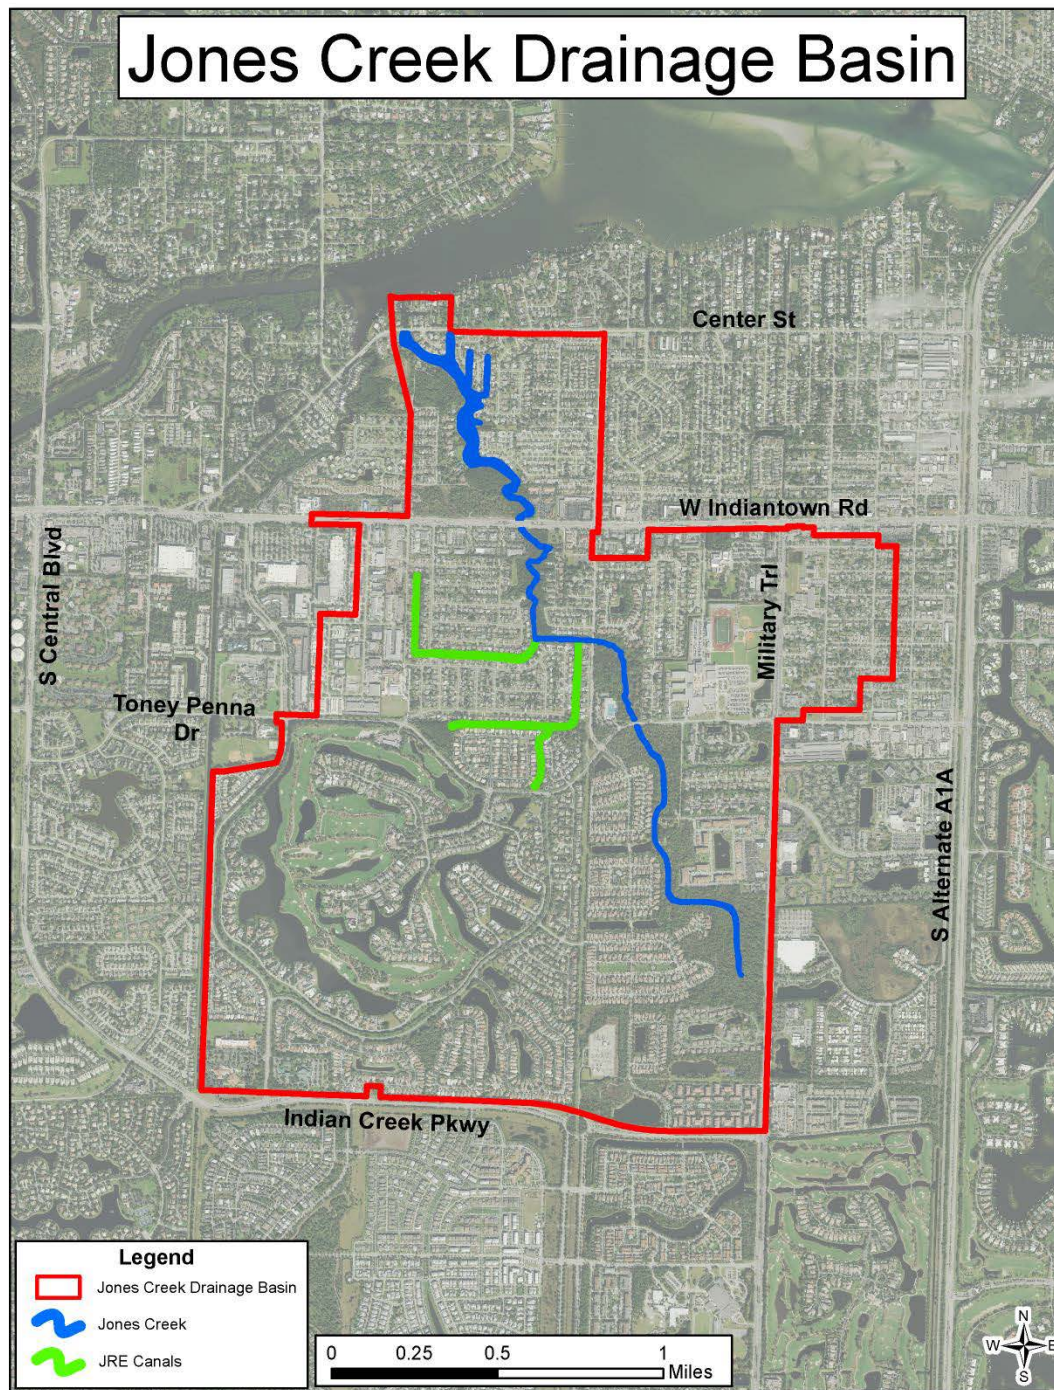 Jones Creek Drainage Basin
Center St
W Indiantown Rd
S Central Blvd
Military Trl
Toney Penna
Dr
S Alternate A1A
Indian Creek Pkwy
Legend
Jones Creek Drainage Basin
Jones Creek
JRE Canals
0 0.25 0.5 1
Miles
N
W E
S